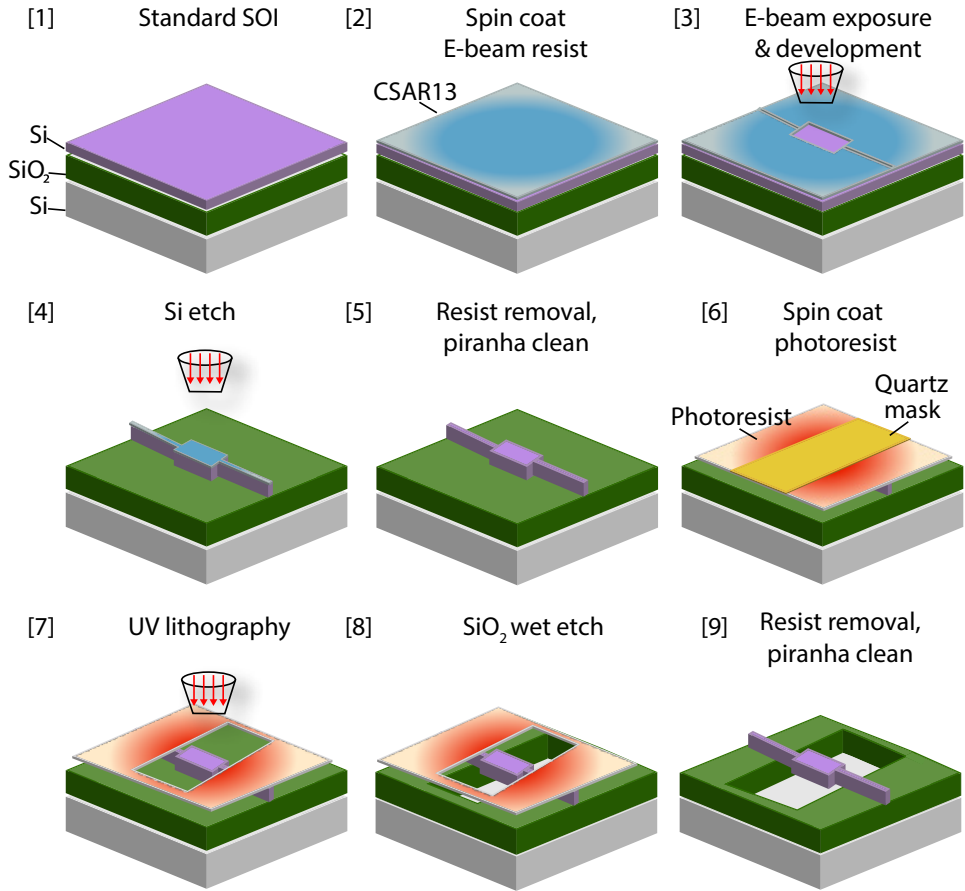 [1] Standard SOI
[2] Spin coat
E-beam resist
[3] E-beam exposure
& development
CSAR13
Si
SiO₂
Si
[4] Si etch
[5] Resist removal,
piranha clean
[6] Spin coat
photoresist
Photoresist
Quartz
mask
[7] UV lithography
[8] SiO₂ wet etch
[9] Resist removal,
piranha clean